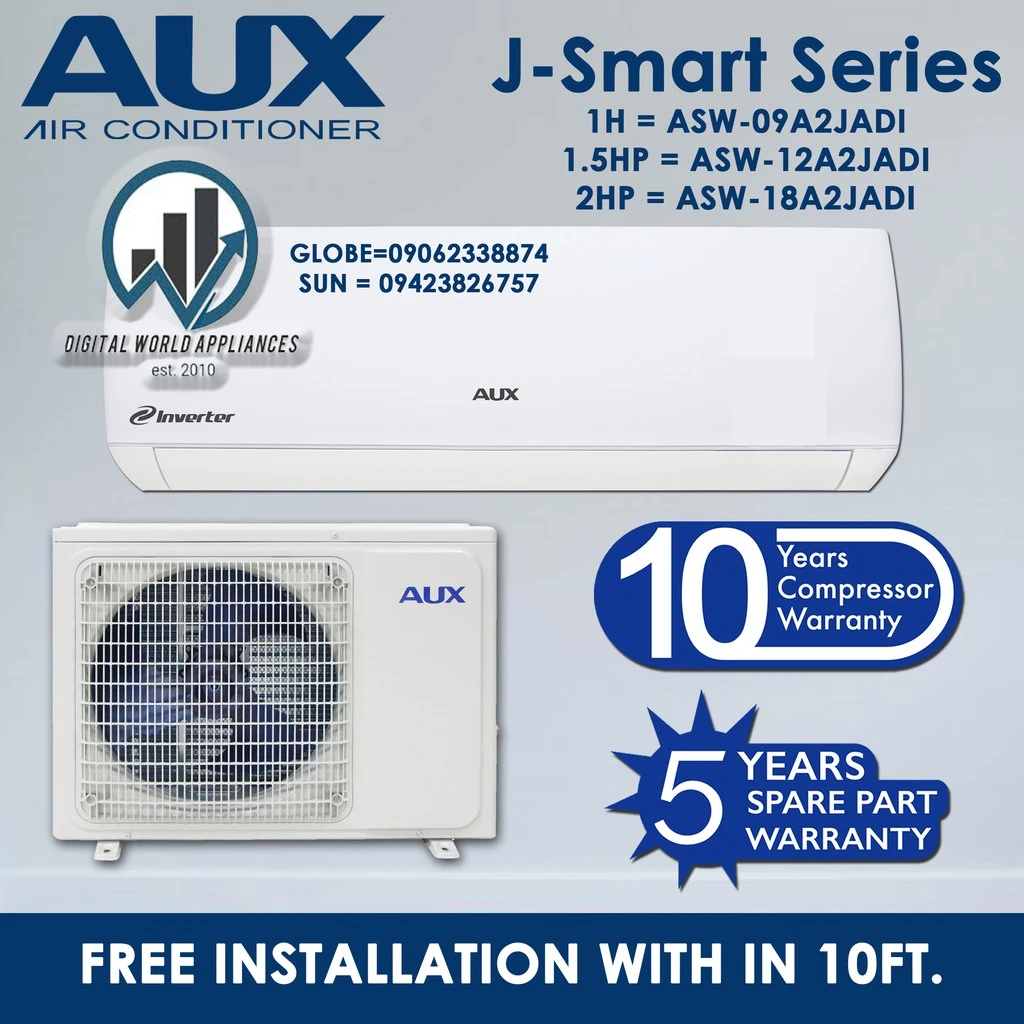 AUX
AIR CONDITIONER
J-Smart Series
1H = ASW-09A2JADI
1.5HP = ASW-12A2JADI
2HP = ASW-18A2JADI
GLOBE=09062338874
SUN = 09423826757
DIGITAL WORLD APPLIANCES
est. 2010
AUX
Inverter
AUX
10 Years
Compressor
Warranty
5 YEARS
SPARE PART
WARRANTY
FREE INSTALLATION WITH IN 10FT.